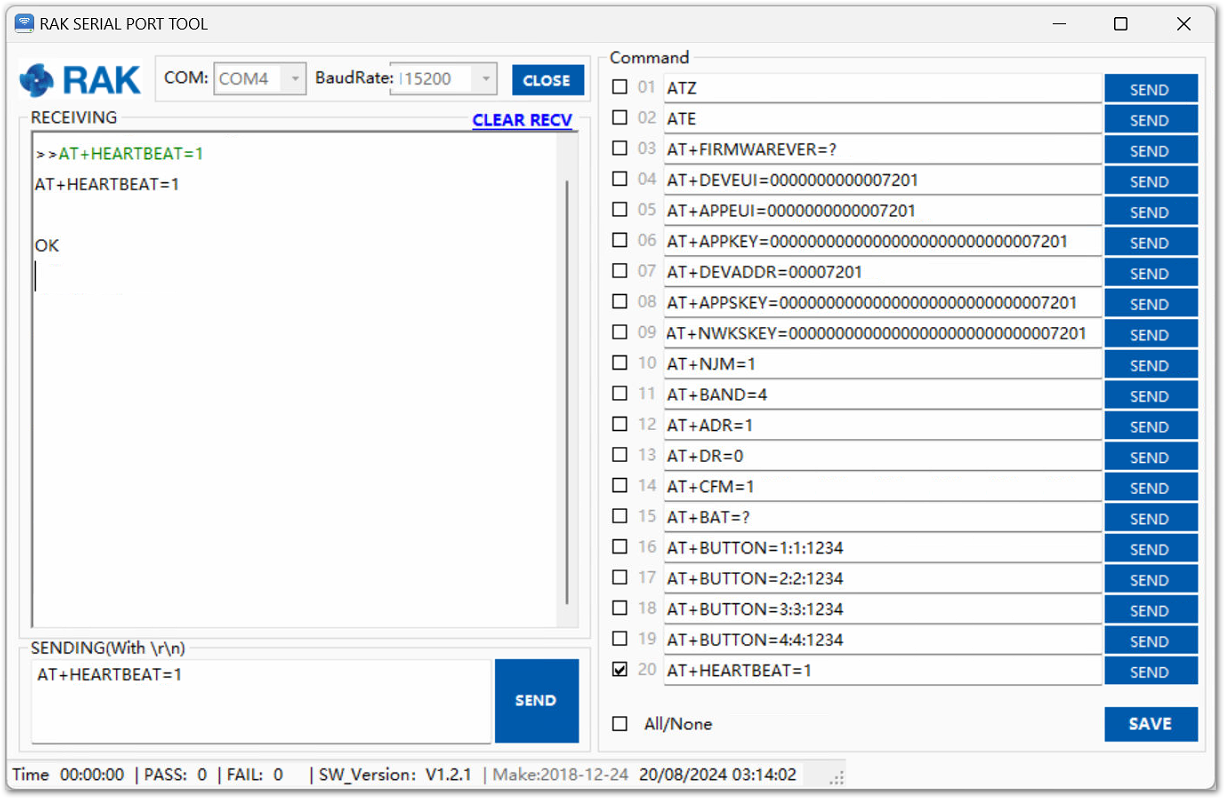 RAK SERIAL PORT TOOL
RAK
COM: COM4 BaudRate: 115200 CLOSE
RECEIVING CLEAR RECV
>>AT+HEARTBEAT=1
AT+HEARTBEAT=1
OK
SENDING(With \r\n)
AT+HEARTBEAT=1
SEND
Command
01 ATZ SEND
02 ATE SEND
03 AT+FIRMWAREVER=? SEND
04 AT+DEVEUI=0000000000007201 SEND
05 AT+APPEUI=0000000000007201 SEND
06 AT+APPKEY=00000000000000000000000000007201 SEND
07 AT+DEVADDR=00007201 SEND
08 AT+APPSKEY=00000000000000000000000000007201 SEND
09 AT+NWKSKEY=00000000000000000000000000007201 SEND
10 AT+NJM=1 SEND
11 AT+BAND=4 SEND
12 AT+ADR=1 SEND
13 AT+DR=0 SEND
14 AT+CFM=1 SEND
15 AT+BAT=? SEND
16 AT+BUTTON=1:1:1234 SEND
17 AT+BUTTON=2:2:1234 SEND
18 AT+BUTTON=3:3:1234 SEND
19 AT+BUTTON=4:4:1234 SEND
20 AT+HEARTBEAT=1 SEND
All/None SAVE
Time 00:00:00 | PASS: 0 | FAIL: 0 | SW_Version: V1.2.1 | Make:2018-12-24 20/08/2024 03:14:02